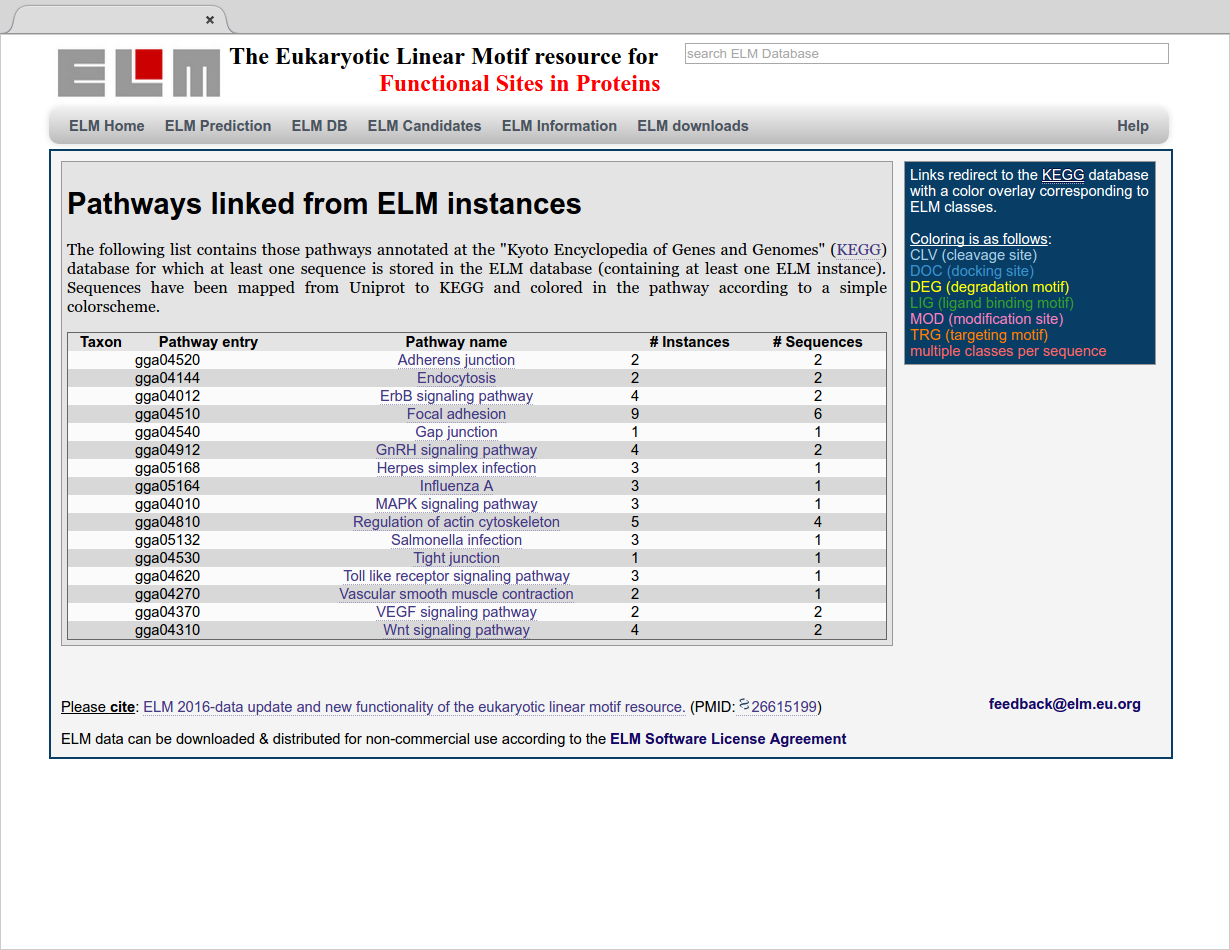 ELM The Eukaryotic Linear Motif resource for
Functional Sites in Proteins
search ELM Database
ELM Home ELM Prediction ELM DB ELM Candidates ELM Information ELM downloads Help
Pathways linked from ELM instances
The following list contains those pathways annotated at the "Kyoto Encyclopedia of Genes and Genomes" (KEGG)
database for which at least one sequence is stored in the ELM database (containing at least one ELM instance).
Sequences have been mapped from Uniprot to KEGG and colored in the pathway according to a simple
colorscheme.
Taxon Pathway entry Pathway name # Instances # Sequences
gga04520 Adherens junction 2 2
gga04144 Endocytosis 2 2
gga04012 ErbB signaling pathway 4 2
gga04510 Focal adhesion 9 6
gga04540 Gap junction 1 1
gga04912 GnRH signaling pathway 4 2
gga05168 Herpes simplex infection 3 1
gga05164 Influenza A 3 1
gga04010 MAPK signaling pathway 3 1
gga04810 Regulation of actin cytoskeleton 5 4
gga05132 Salmonella infection 3 1
gga04530 Tight junction 1 1
gga04620 Toll like receptor signaling pathway 3 1
gga04270 Vascular smooth muscle contraction 2 1
gga04370 VEGF signaling pathway 2 2
gga04310 Wnt signaling pathway 4 2
Links redirect to the KEGG database
with a color overlay corresponding to
ELM classes.
Coloring is as follows:
CLV (cleavage site)
DOC (docking site)
DEG (degradation motif)
LIG (ligand binding motif)
MOD (modification site)
TRG (targeting motif)
multiple classes per sequence
Please cite: ELM 2016-data update and new functionality of the eukaryotic linear motif resource. (PMID: 26615199)
feedback@elm.eu.org
ELM data can be downloaded & distributed for non-commercial use according to the ELM Software License Agreement